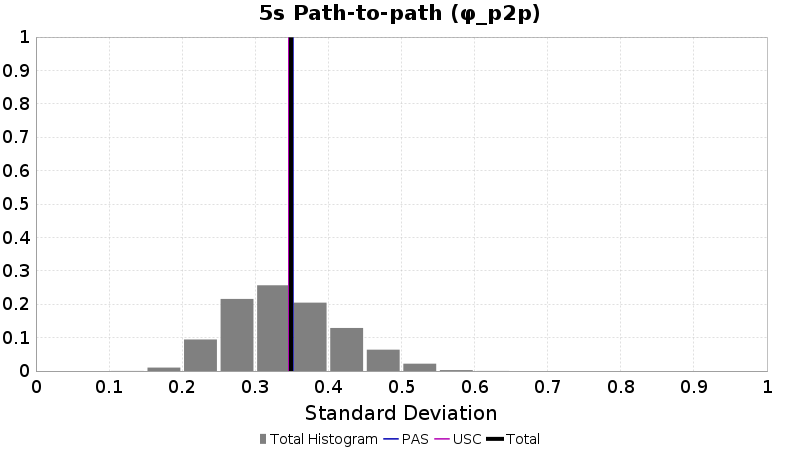 5s Path-to-path (φ_p2p)
1
0.9
0.8
0.7
0.6
0.5
0.4
0.3
0.2
0.1
0
0 0.1 0.2 0.3 0.4 0.5 0.6 0.7 0.8 0.9 1
Standard Deviation
Total Histogram PAS USC Total